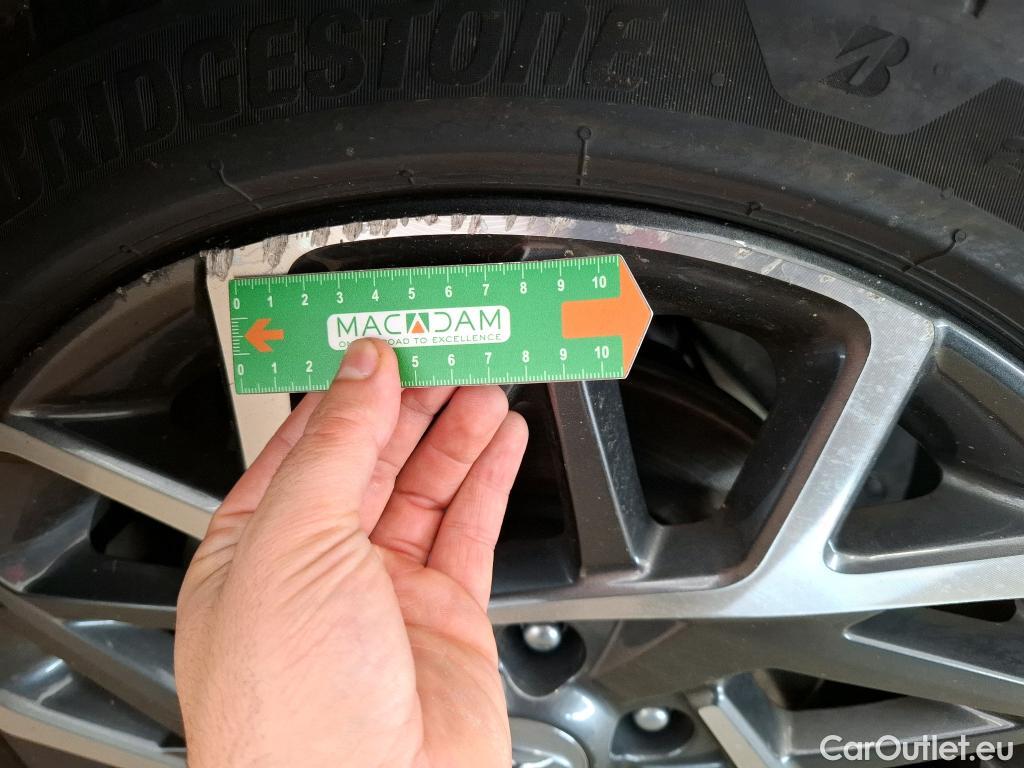 BRIDGESTONE
B
0 1 2 3 4 5 6 7 8 9 10
MACADAM
ON ROAD TO EXCELLENCE
0 1 2 5 6 7 8 9 10
CarOutlet.eu